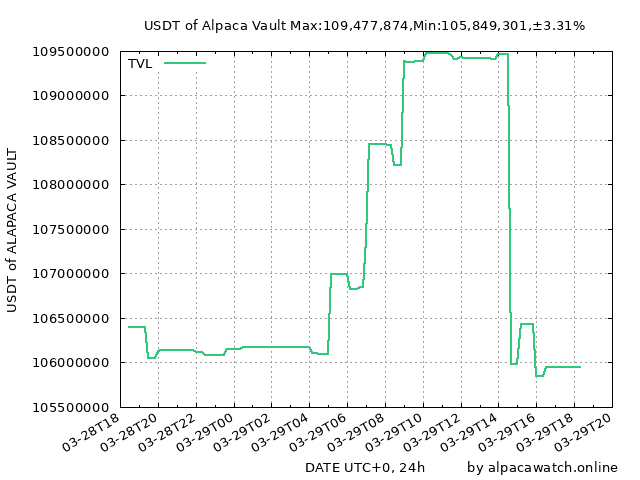 USDT of Alpaca Vault Max:109,477,874,Min:105,849,301,±3.31%
TVL
109500000
109000000
108500000
108000000
107500000
107000000
106500000
106000000
105500000
USDT of ALAPACA VAULT
03-28T18
03-28T20
03-28T22
03-29T00
03-29T02
03-29T04
03-29T06
03-29T08
03-29T10
03-29T12
03-29T14
03-29T16
03-29T18
03-29T20
DATE UTC+0, 24h
by alpacawatch.online